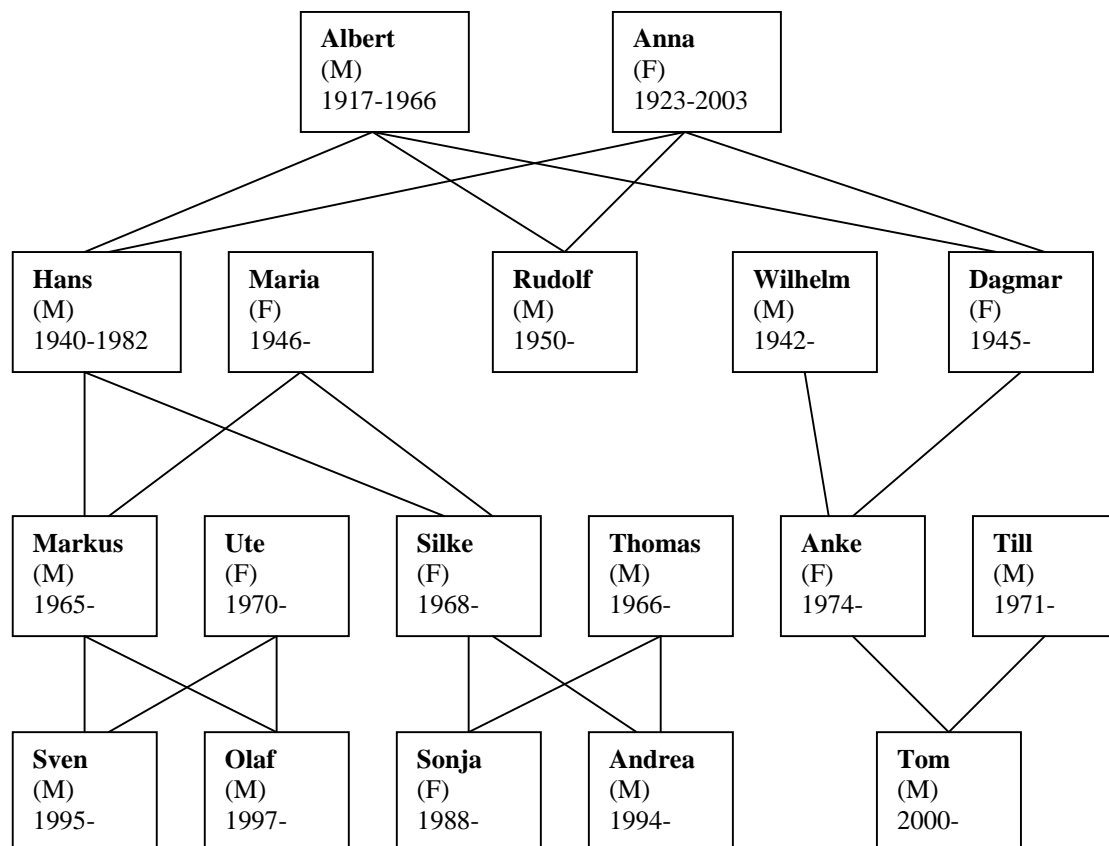 Albert
(M)
1917-1966
Anna
(F)
1923-2003
Hans
(M)
1940-1982
Maria
(F)
1946-
Rudolf
(M)
1950-
Wilhelm
(M)
1942-
Dagmar
(F)
1945-
Markus
(M)
1965-
Ute
(F)
1970-
Silke
(F)
1968-
Thomas
(M)
1966-
Anke
(F)
1974-
Till
(M)
1971-
Sven
(M)
1995-
Olaf
(M)
1997-
Sonja
(F)
1988-
Andrea
(M)
1994-
Tom
(M)
2000-